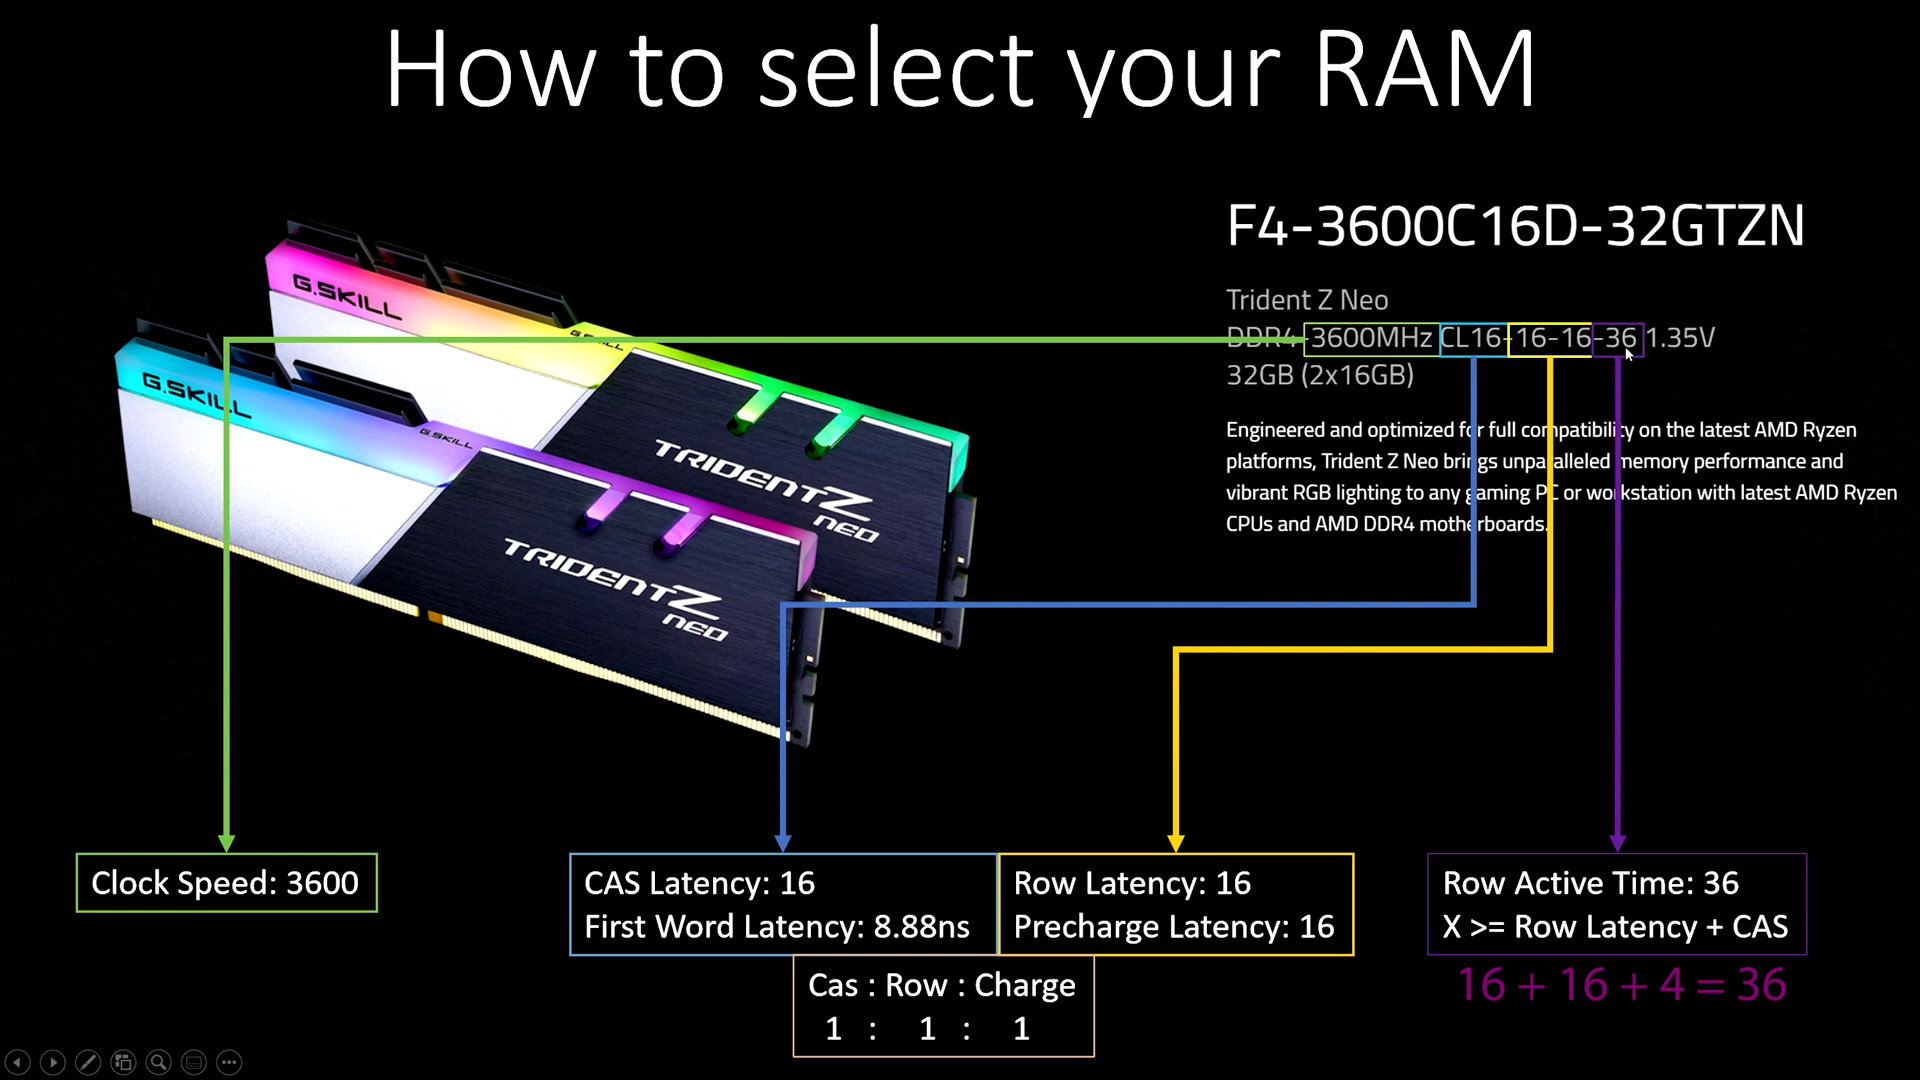 How to select your RAM
F4-3600C16D-32GTZN
Trident Z Neo
DDR4-3600MHz CL16-16-16-36 1.35V
32GB (2x16GB)
Engineered and optimized for full compatibility on the latest AMD Ryzen
platforms, Trident Z Neo brings unparalleled memory performance and
vibrant RGB lighting to any gaming PC or workstation with latest AMD Ryzen
CPUs and AMD DDR4 motherboards.
G.SKILL
G.SKILL
TRIDENTZ
NEO
G.SKILL
G.SKILL
TRIDENTZ
NEO
Clock Speed: 3600
CAS Latency: 16
First Word Latency: 8.88ns
Row Latency: 16
Precharge Latency: 16
Row Active Time: 36
X >= Row Latency + CAS
16 + 16 + 4 = 36
Cas : Row : Charge
1 : 1 : 1